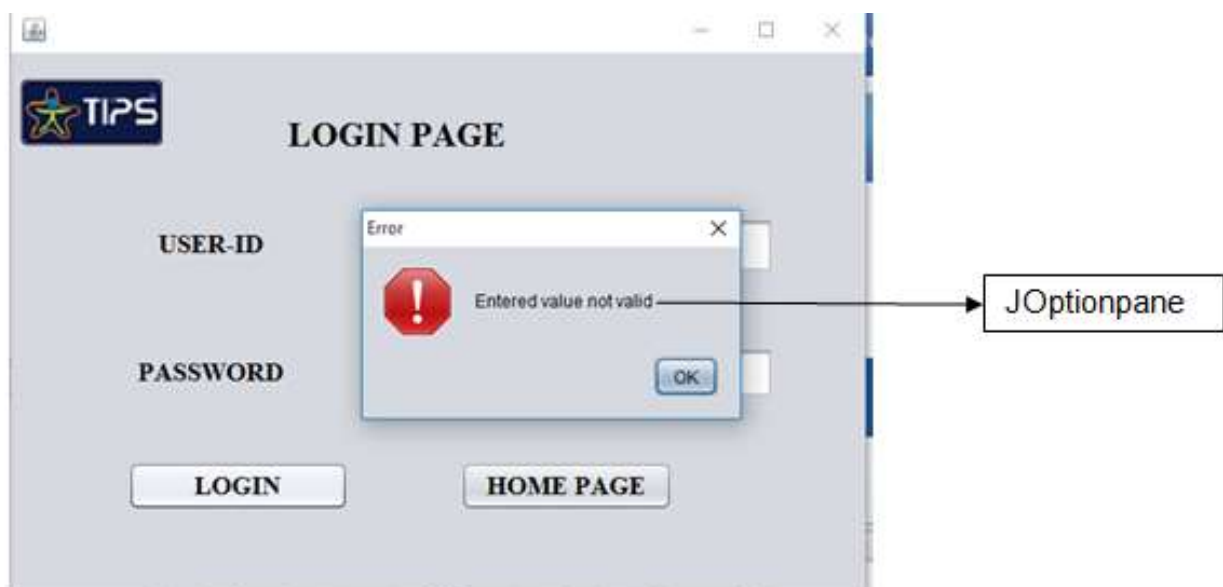 TIPS
LOGIN PAGE
USER-ID
Error
Entered value not valid
JOptionpane
PASSWORD
OK
LOGIN
HOME PAGE